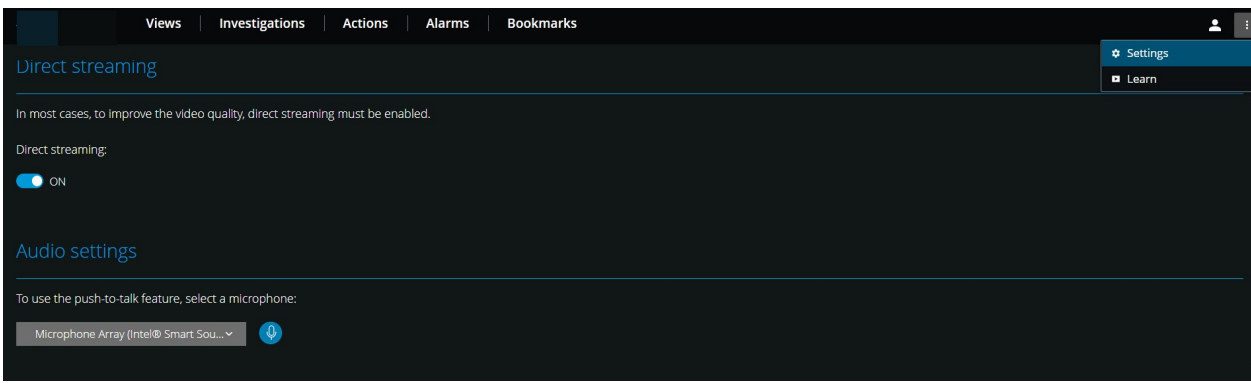 Views
Investigations
Actions
Alarms
Bookmarks
Settings
Learn
Direct streaming
In most cases, to improve the video quality, direct streaming must be enabled.
Direct streaming:
ON
Audio settings
To use the push-to-talk feature, select a microphone:
Microphone Array (Intel® Smart Sou...